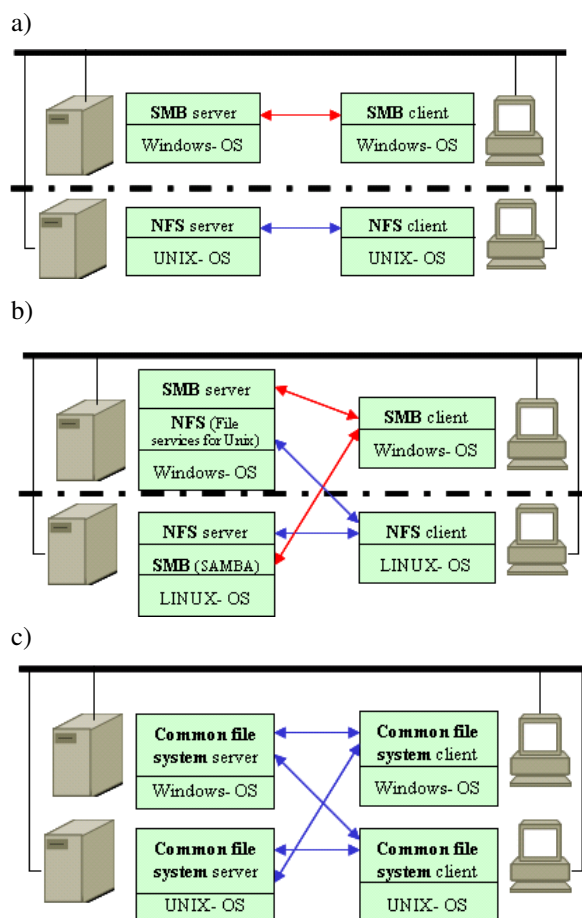 a)
SMB server
SMB client
Windows- OS
Windows- OS
NFS server
NFS client
UNIX- OS
UNIX- OS
b)
SMB server
NFS (File
services for Unix)
Windows- OS
SMB client
Windows- OS
NFS server
SMB (SAMBA)
LINUX- OS
NFS client
LINUX- OS
c)
Common file
system server
Windows- OS
Common file
system client
Windows- OS
Common file
system server
UNIX- OS
Common file
system client
UNIX- OS